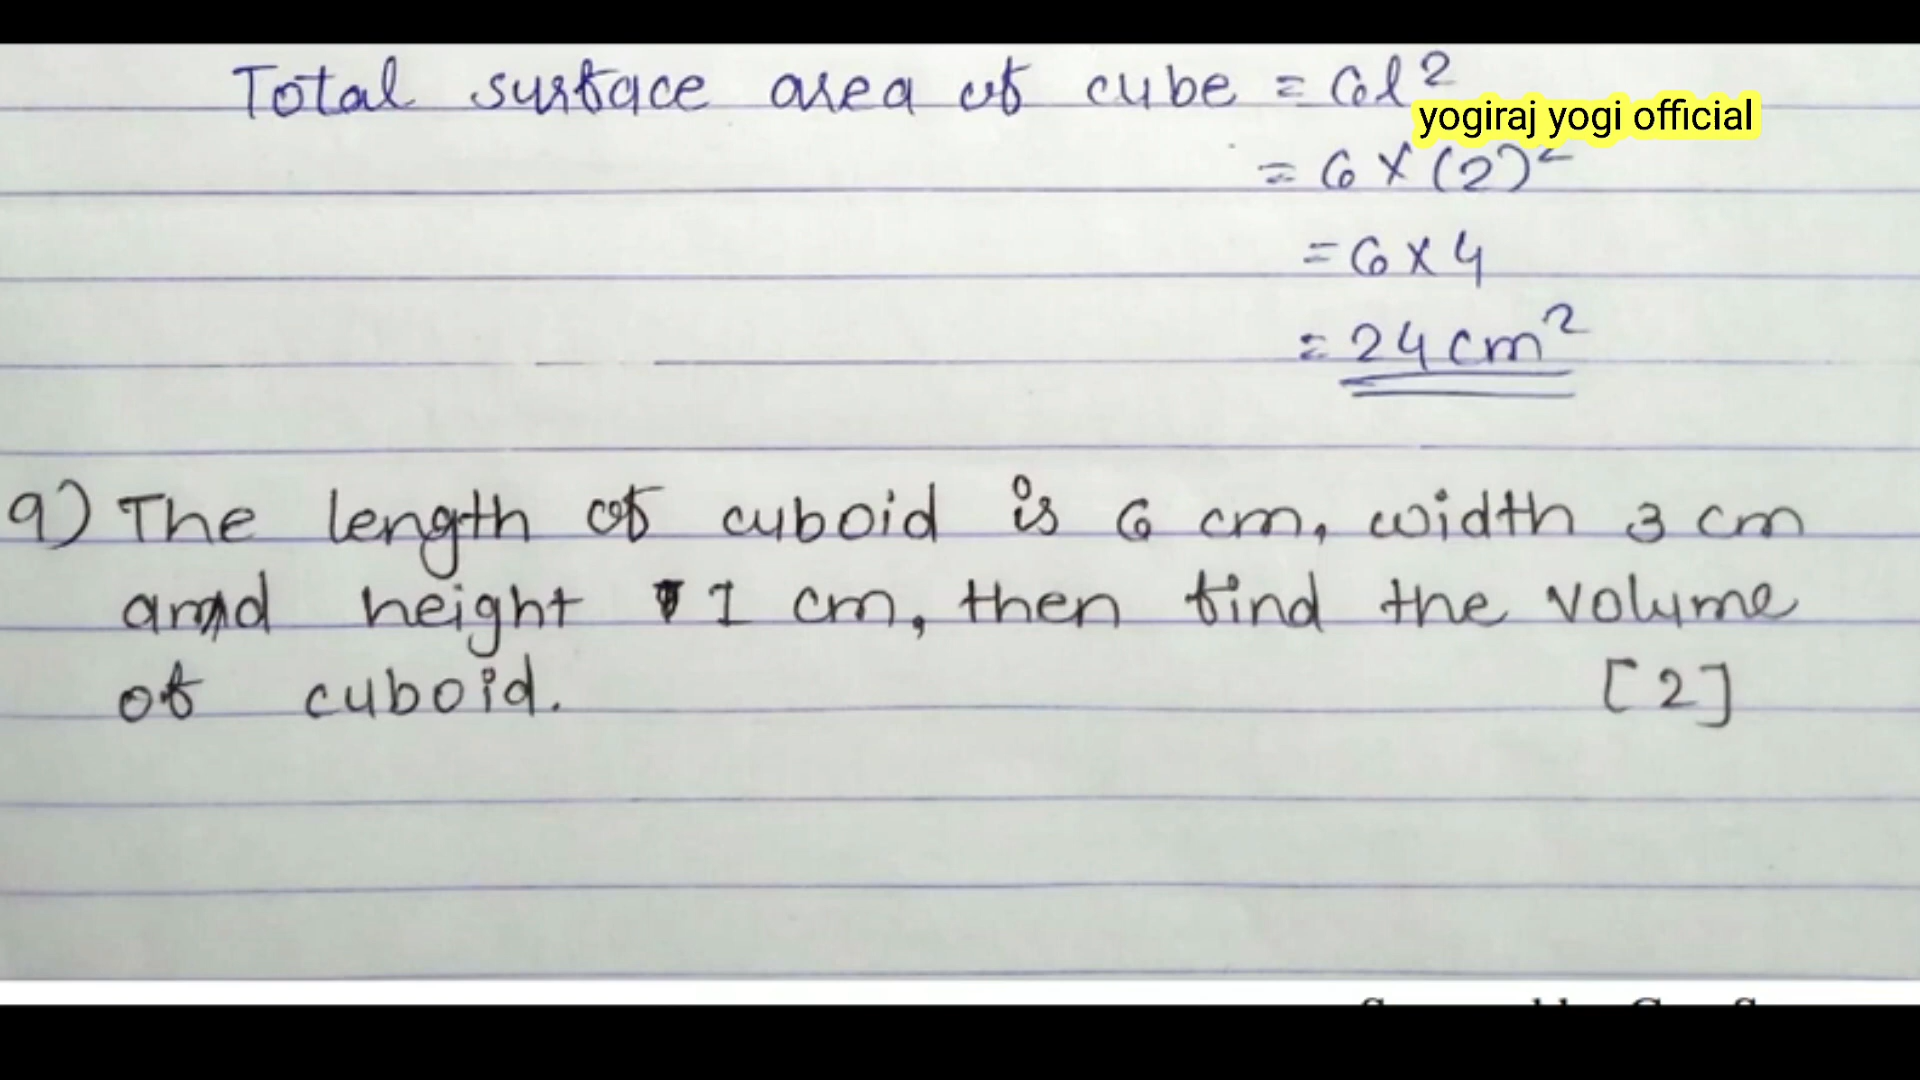 Total surface area of cube = 6l²
yogiraj yogi official
= 6 × (2)²
= 6 × 4
= 24 cm²
9) The length of cuboid is 6 cm, width 3 cm
and height 1 cm, then find the volume
of cuboid. [2]